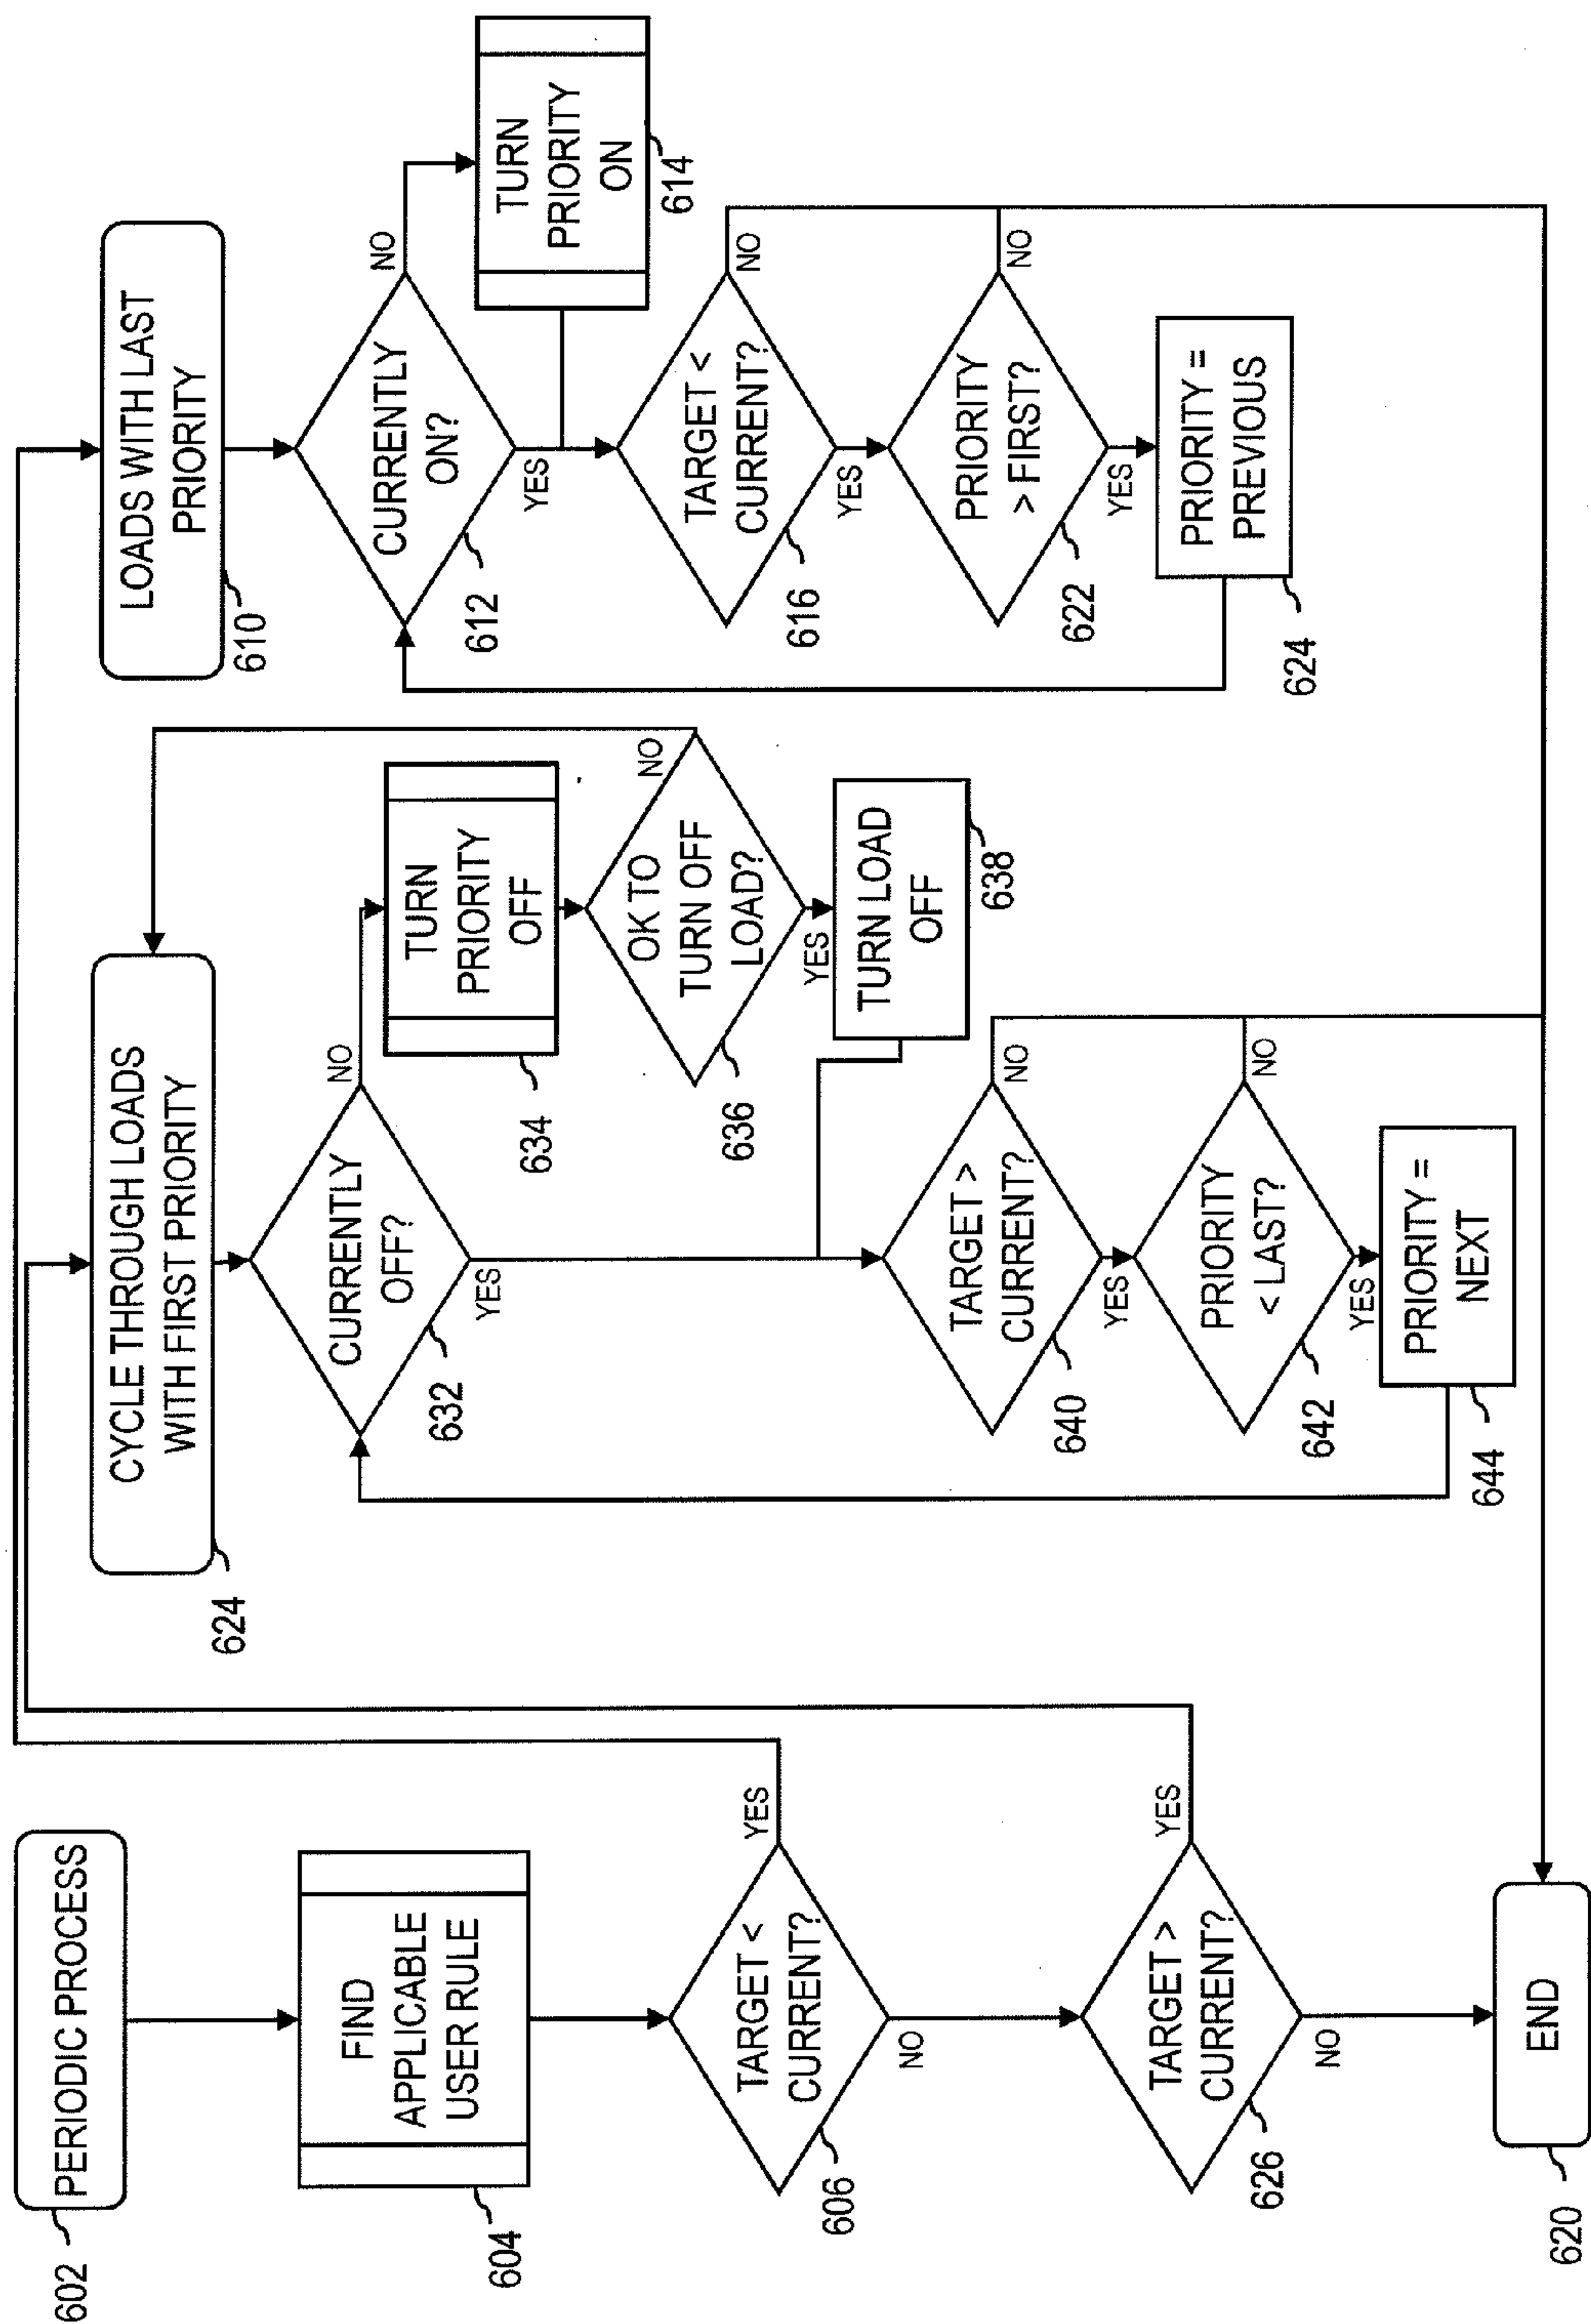 602
PERIODIC PROCESS
604
FIND
APPLICABLE
USER RULE
606
TARGET <
CURRENT?
YES
NO
626
TARGET >
CURRENT?
YES
NO
620
END
624
CYCLE THROUGH LOADS
WITH FIRST PRIORITY
632
CURRENTLY
OFF?
NO
YES
634
TURN
PRIORITY
OFF
636
OK TO
TURN OFF
LOAD?
NO
YES
638
TURN LOAD
OFF
640
TARGET >
CURRENT?
NO
YES
642
PRIORITY
< LAST?
NO
YES
644
PRIORITY =
NEXT
610
LOADS WITH LAST
PRIORITY
612
CURRENTLY
ON?
NO
YES
614
TURN
PRIORITY
ON
616
TARGET <
CURRENT?
NO
YES
622
PRIORITY
> FIRST?
NO
YES
624
PRIORITY =
PREVIOUS